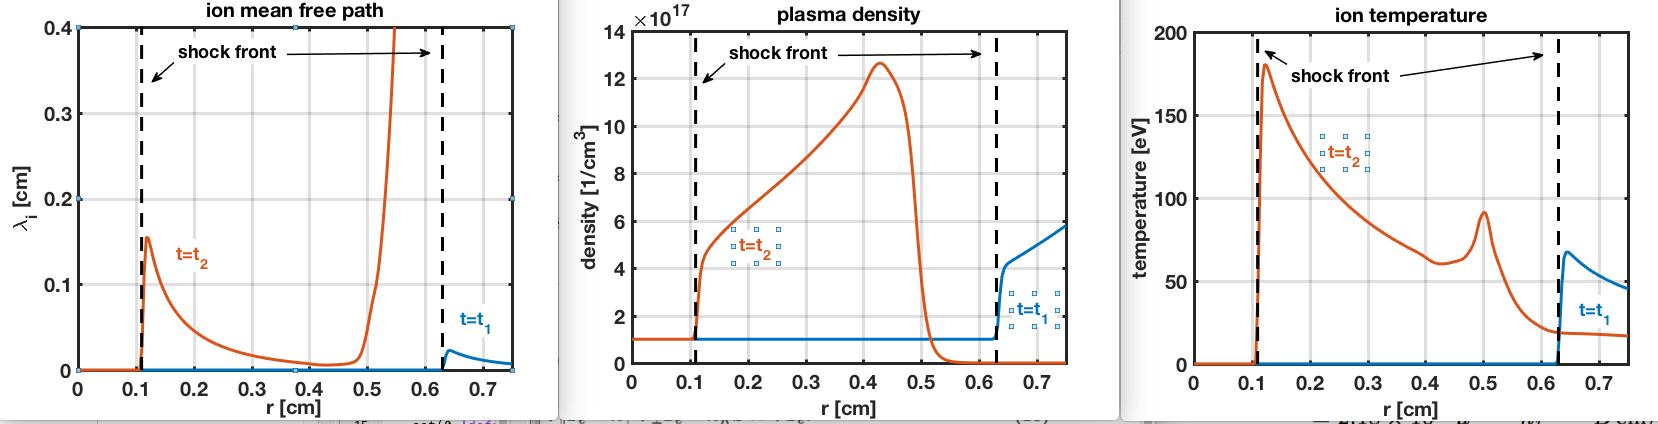 ion mean free path
0.4
0.3
0.2
0.1
0
λi [cm]
shock front
t=t2
t=t1
0 0.1 0.2 0.3 0.4 0.5 0.6 0.7
r [cm]
×10^17
plasma density
14
12
10
8
6
4
2
0
density [1/cm^3]
shock front
t=t2
t=t1
0 0.1 0.2 0.3 0.4 0.5 0.6 0.7
r [cm]
ion temperature
200
150
100
50
0
temperature [eV]
shock front
t=t2
t=t1
0 0.1 0.2 0.3 0.4 0.5 0.6 0.7
r [cm]